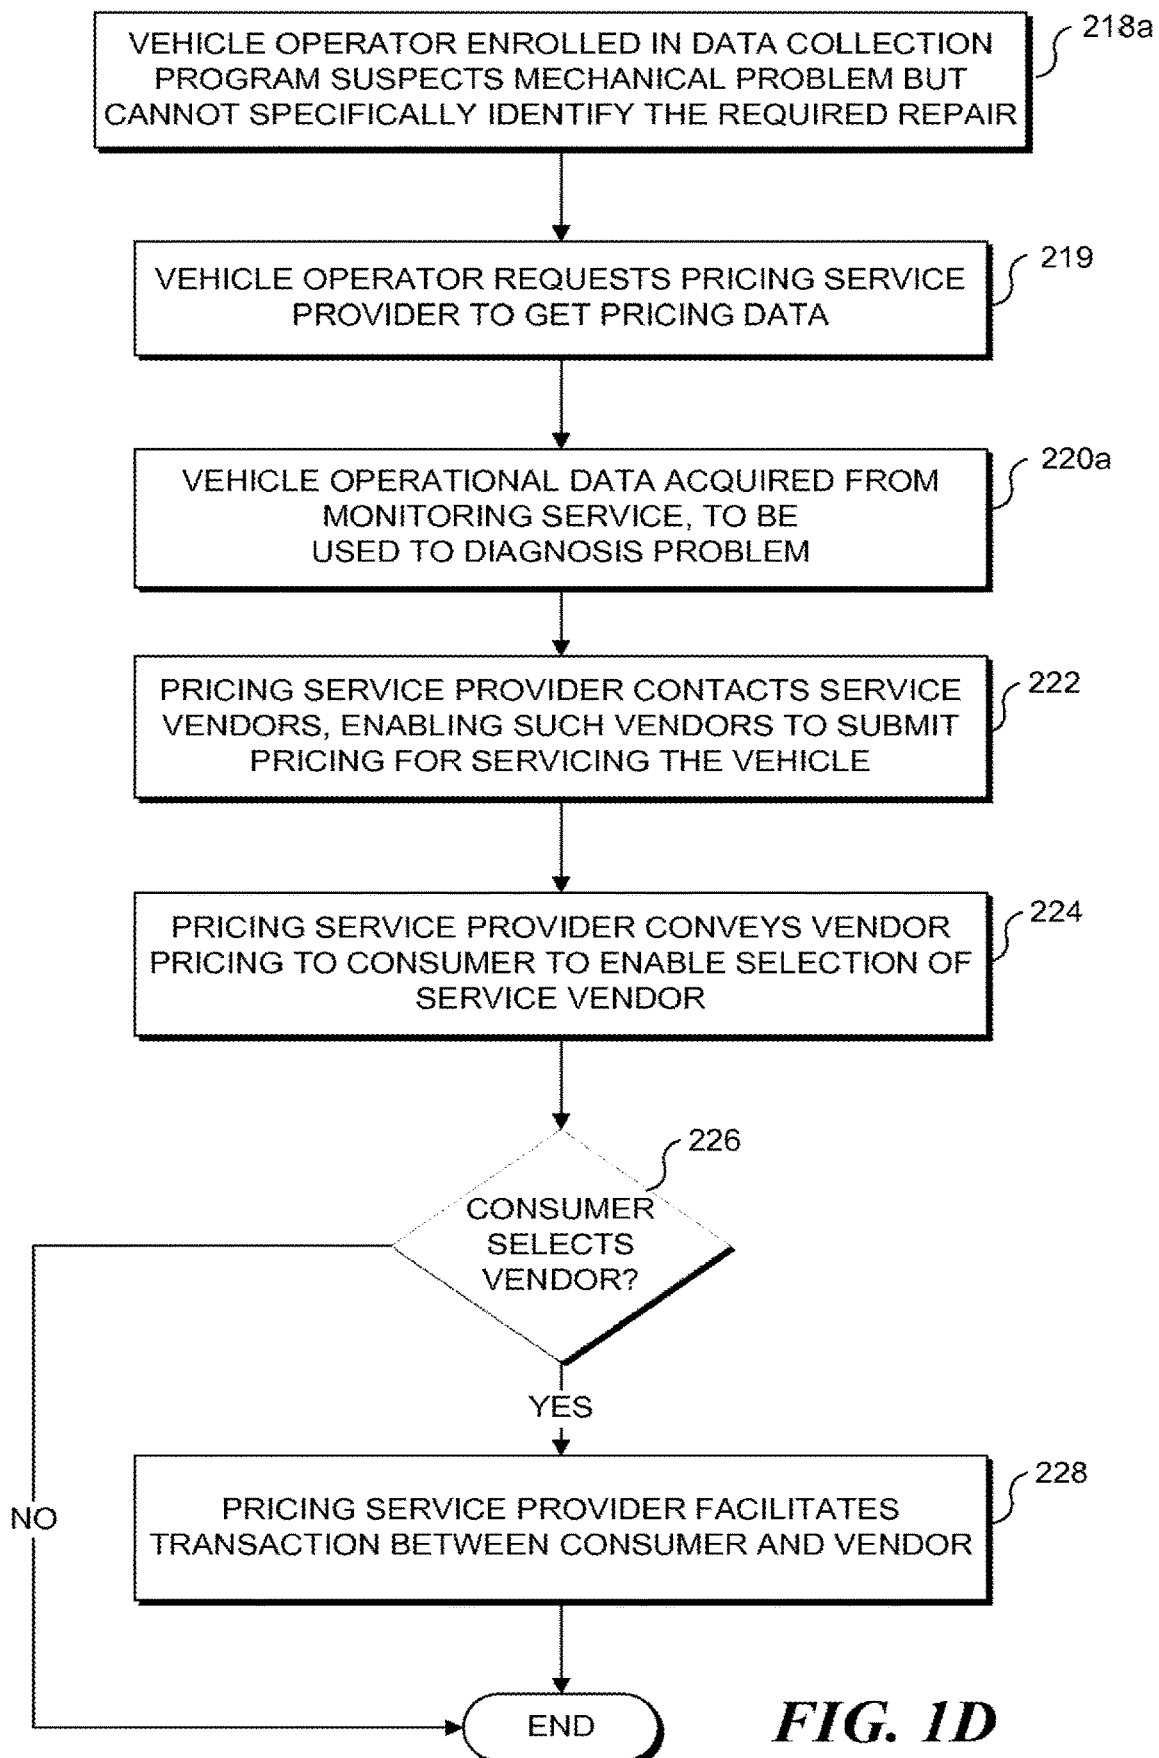 VEHICLE OPERATOR ENROLLED IN DATA COLLECTION
PROGRAM SUSPECTS MECHANICAL PROBLEM BUT
CANNOT SPECIFICALLY IDENTIFY THE REQUIRED REPAIR
218a
VEHICLE OPERATOR REQUESTS PRICING SERVICE
PROVIDER TO GET PRICING DATA
219
VEHICLE OPERATIONAL DATA ACQUIRED FROM
MONITORING SERVICE, TO BE
USED TO DIAGNOSIS PROBLEM
220a
PRICING SERVICE PROVIDER CONTACTS SERVICE
VENDORS, ENABLING SUCH VENDORS TO SUBMIT
PRICING FOR SERVICING THE VEHICLE
222
PRICING SERVICE PROVIDER CONVEYS VENDOR
PRICING TO CONSUMER TO ENABLE SELECTION OF
SERVICE VENDOR
224
226
CONSUMER
SELECTS
VENDOR?
YES
NO
PRICING SERVICE PROVIDER FACILITATES
TRANSACTION BETWEEN CONSUMER AND VENDOR
228
END
FIG. 1D